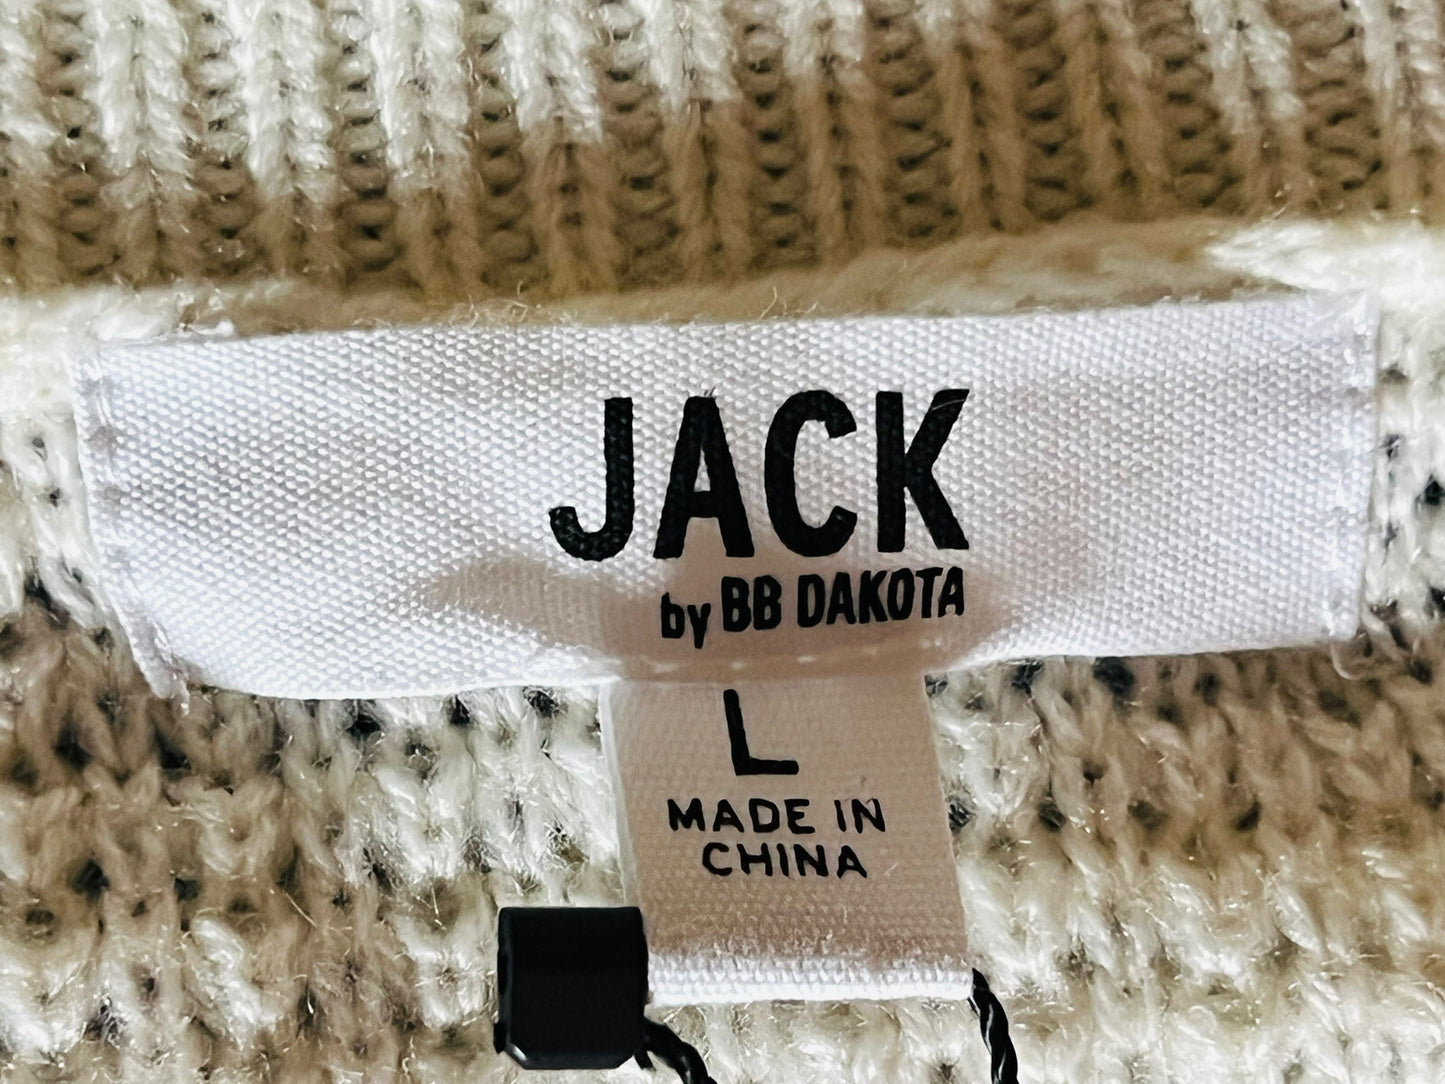 JACK
by BB DAKOTA
L
MADE IN
CHINA